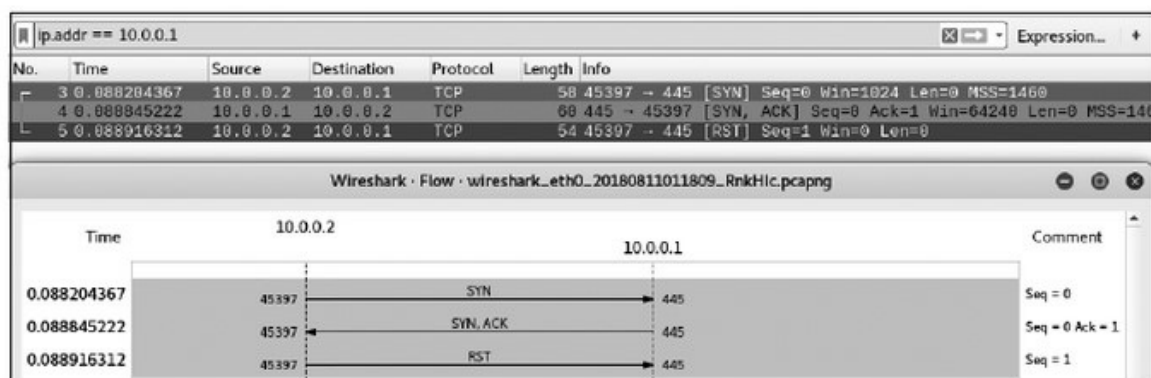 ip.addr == 10.0.0.1 Expression... +
No. Time Source Destination Protocol Length Info
3 0.088204367 10.0.0.2 10.0.0.1 TCP 58 45397 → 445 [SYN] Seq=0 Win=1024 Len=0 MSS=1460
4 0.088845222 10.0.0.1 10.0.0.2 TCP 60 445 → 45397 [SYN, ACK] Seq=0 Ack=1 Win=64240 Len=0 MSS=146
5 0.088916312 10.0.0.2 10.0.0.1 TCP 54 45397 → 445 [RST] Seq=1 Win=0 Len=0
Wireshark · Flow · wireshark_eth0_20180811011809_RnkHIc.pcapng
Time 10.0.0.2 10.0.0.1 Comment
0.088204367 45397 SYN 445 Seq = 0
0.088845222 45397 SYN, ACK 445 Seq = 0 Ack = 1
0.088916312 45397 RST 445 Seq = 1